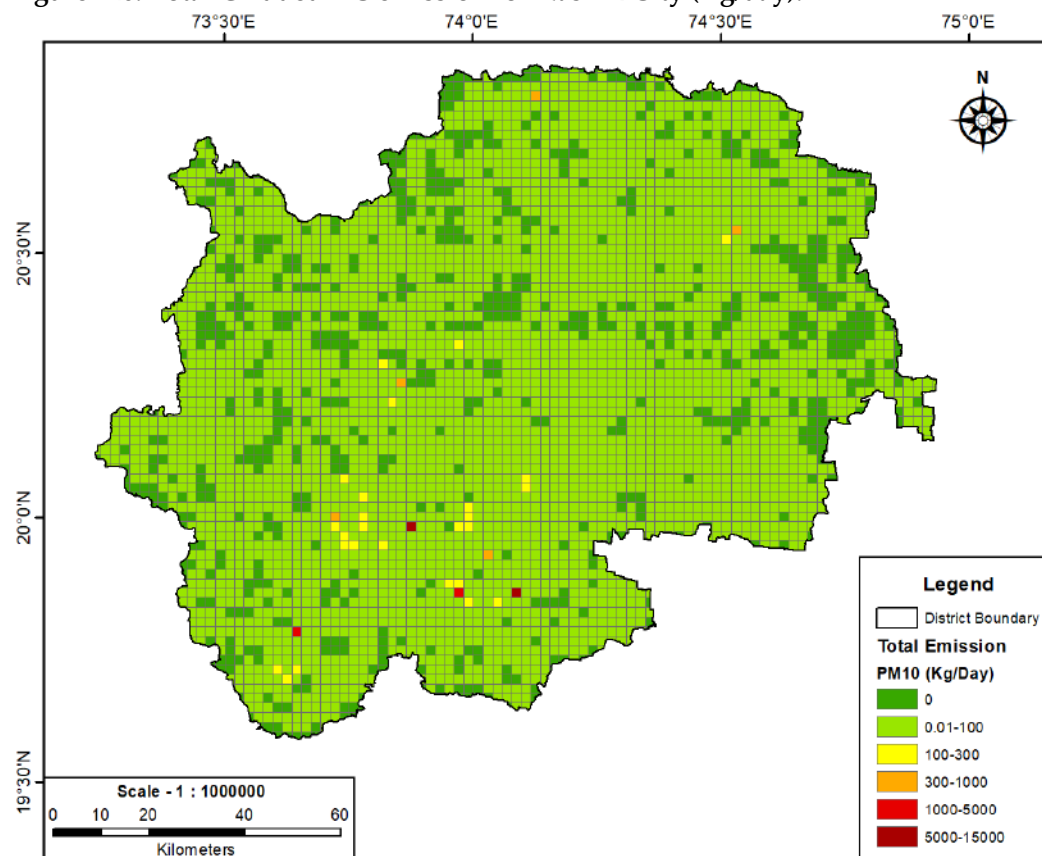 73°30'E 74°0'E 74°30'E 75°0'E
N
20°30'N
20°0'N
19°30'N
Legend
District Boundary
Total Emission
PM10 (Kg/Day)
0
0.01-100
100-300
300-1000
1000-5000
5000-15000
Scale - 1 : 1000000
0 10 20 40 60
Kilometers